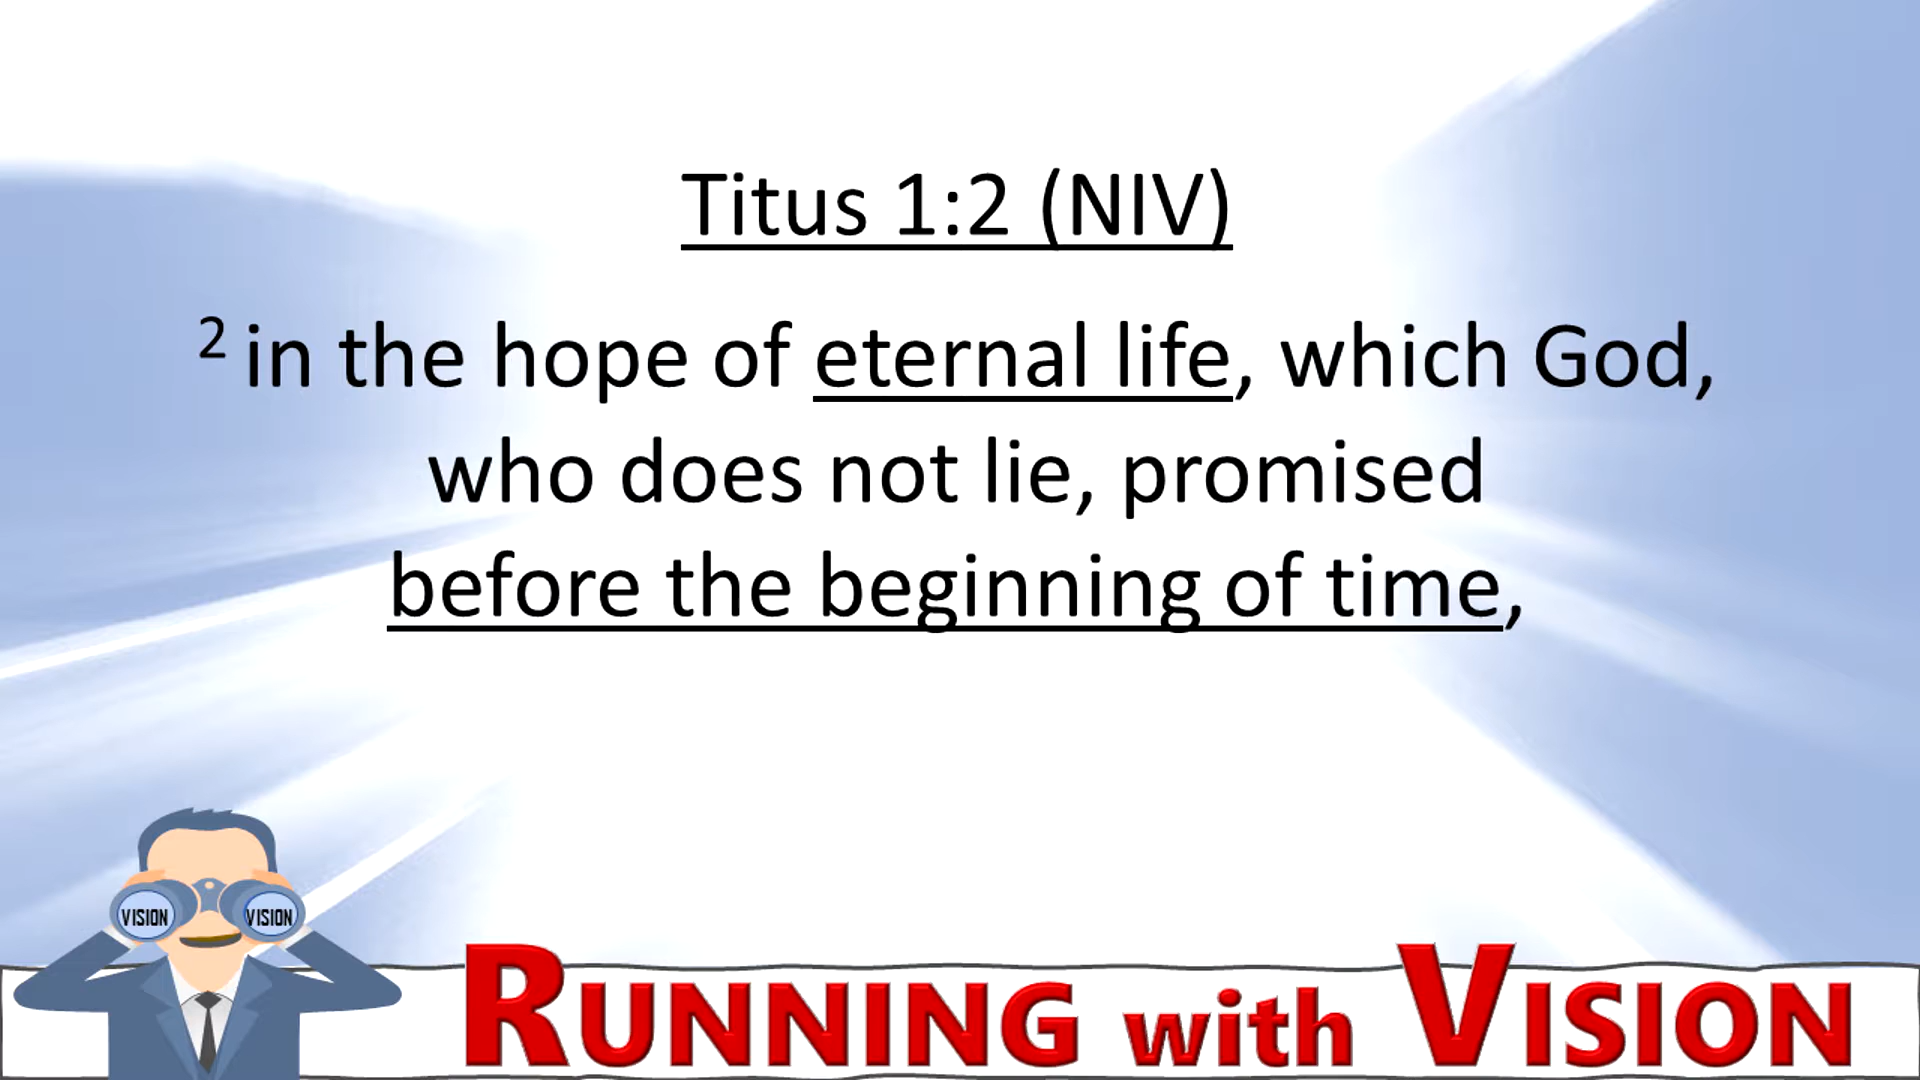 Titus 1:2 (NIV)
2 in the hope of eternal life, which God,
who does not lie, promised
before the beginning of time,
VISION VISION
RUNNING with VISION